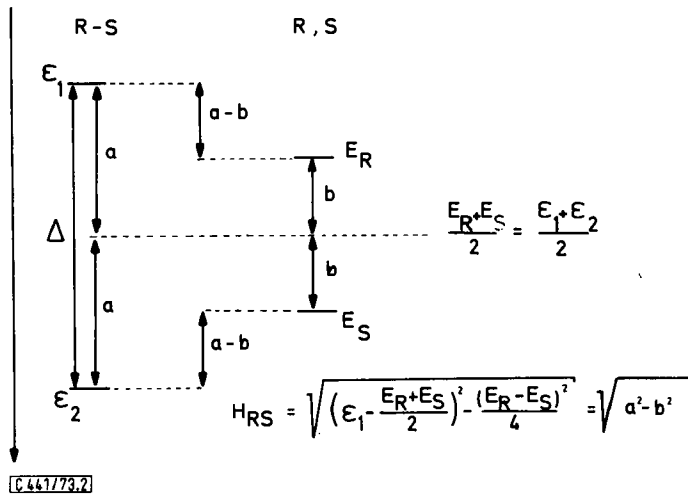 R-S R,S
ε₁
a-b
a E_R
b
Δ (E_R+E_S)/2 = (ε₁+ε₂)/2
b
a
E_S
a-b
ε₂
H_RS = √((ε₁-(E_R+E_S)/2)²-(E_R-E_S)²/4) = √(a²-b²)
C 441/73.2